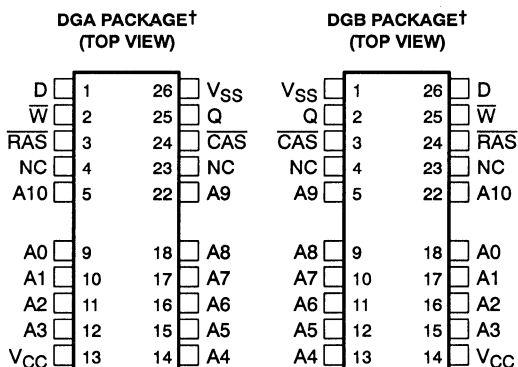 DGA PACKAGE† DGB PACKAGE†
(TOP VIEW) (TOP VIEW)
D 1 26 VSS VSS 1 26 D
W̅ 2 25 Q Q 2 25 W̅
R̅A̅S̅ 3 24 C̅A̅S̅ C̅A̅S̅ 3 24 R̅A̅S̅
NC 4 23 NC NC 4 23 NC
A10 5 22 A9 A9 5 22 A10
A0 9 18 A8 A8 9 18 A0
A1 10 17 A7 A7 10 17 A1
A2 11 16 A6 A6 11 16 A2
A3 12 15 A5 A5 12 15 A3
VCC 13 14 A4 A4 13 14 VCC